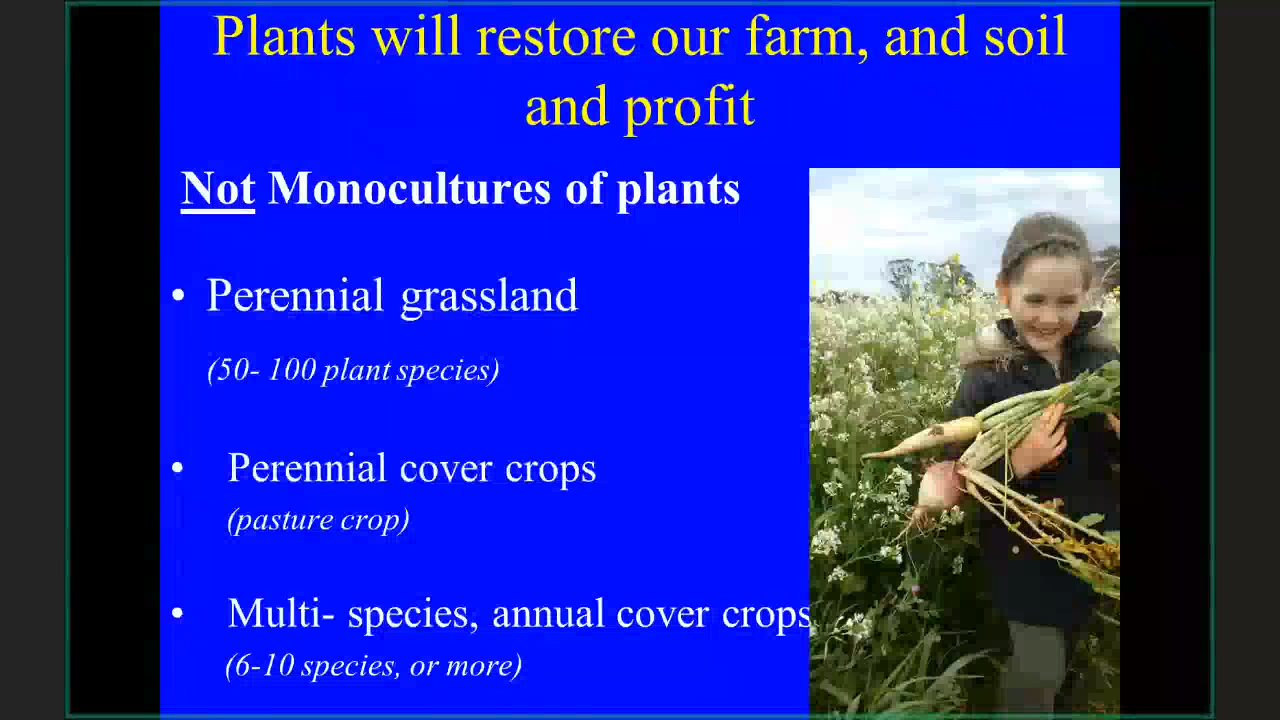 Plants will restore our farm, and soil
and profit
Not Monocultures of plants
• Perennial grassland
(50- 100 plant species)
• Perennial cover crops
(pasture crop)
• Multi- species, annual cover crops
(6-10 species, or more)